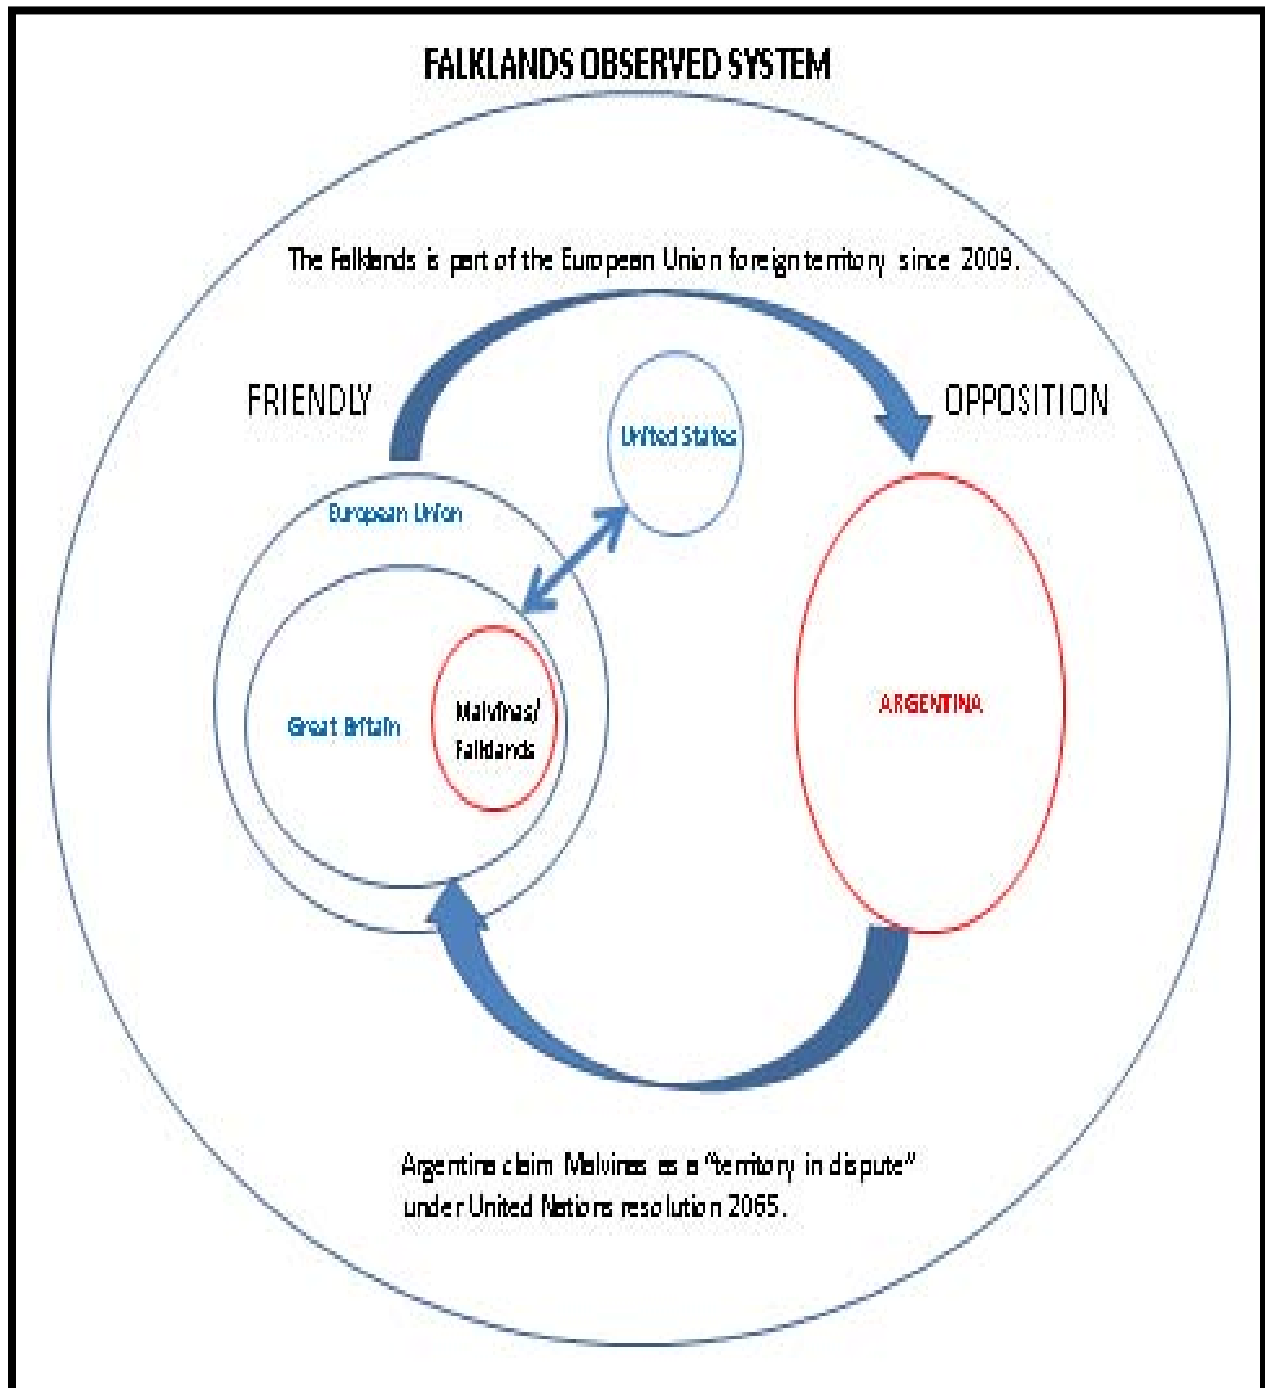 FALKLANDS OBSERVED SYSTEM
The Falklands is part of the European Union foreign territory since 2009.
FRIENDLY
OPPOSITION
United States
European Union
Great Britain
Malvinas/
Falklands
ARGENTINA
Argentina claim Malvinas as a “territory in dispute”
under United Nations resolution 2065.